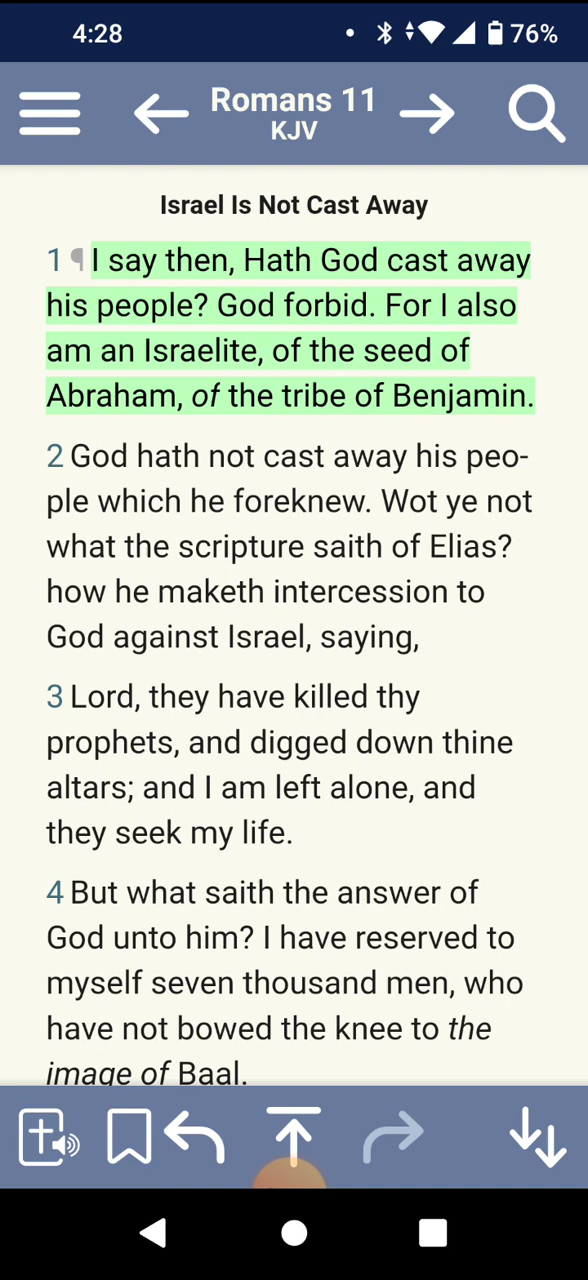 4:28
76%
Romans 11
KJV
Israel Is Not Cast Away
1 ¶ I say then, Hath God cast away
his people? God forbid. For I also
am an Israelite, of the seed of
Abraham, of the tribe of Benjamin.
2 God hath not cast away his peo-
ple which he foreknew. Wot ye not
what the scripture saith of Elias?
how he maketh intercession to
God against Israel, saying,
3 Lord, they have killed thy
prophets, and digged down thine
altars; and I am left alone, and
they seek my life.
4 But what saith the answer of
God unto him? I have reserved to
myself seven thousand men, who
have not bowed the knee to the
image of Baal.